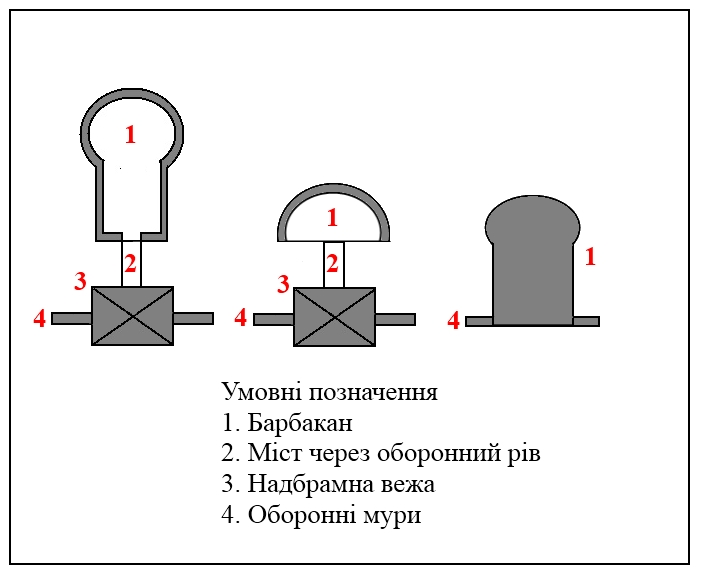 1
2
3
4
1
2
3
4
1
4
Умовні позначення
1. Барбакан
2. Міст через оборонний рів
3. Надбрамна вежа
4. Оборонні мури